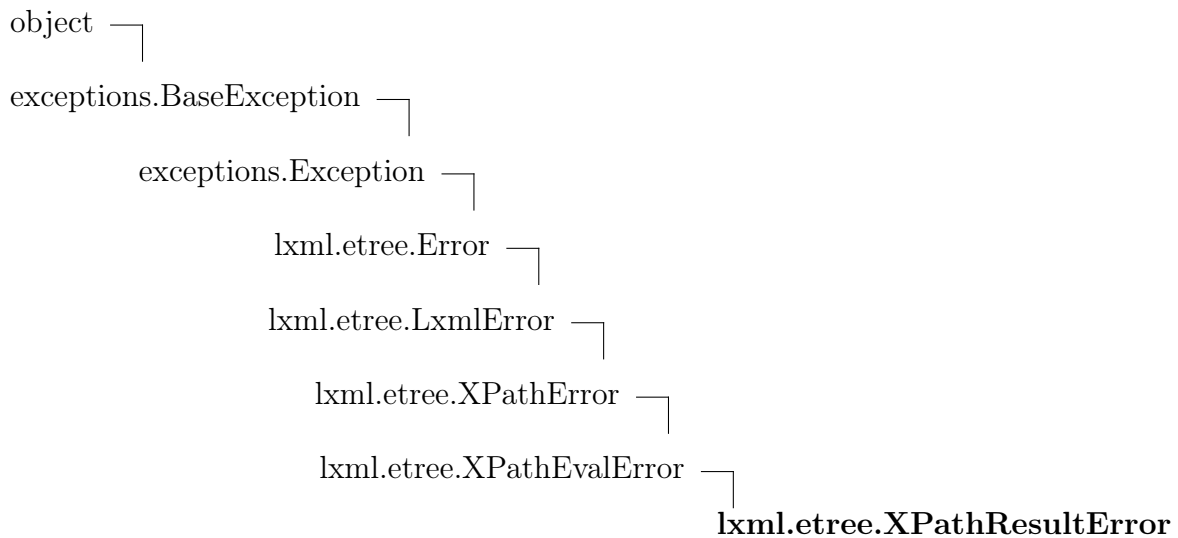 object
exceptions.BaseException
exceptions.Exception
lxml.etree.Error
lxml.etree.LxmlError
lxml.etree.XPathError
lxml.etree.XPathEvalError
lxml.etree.XPathResultError